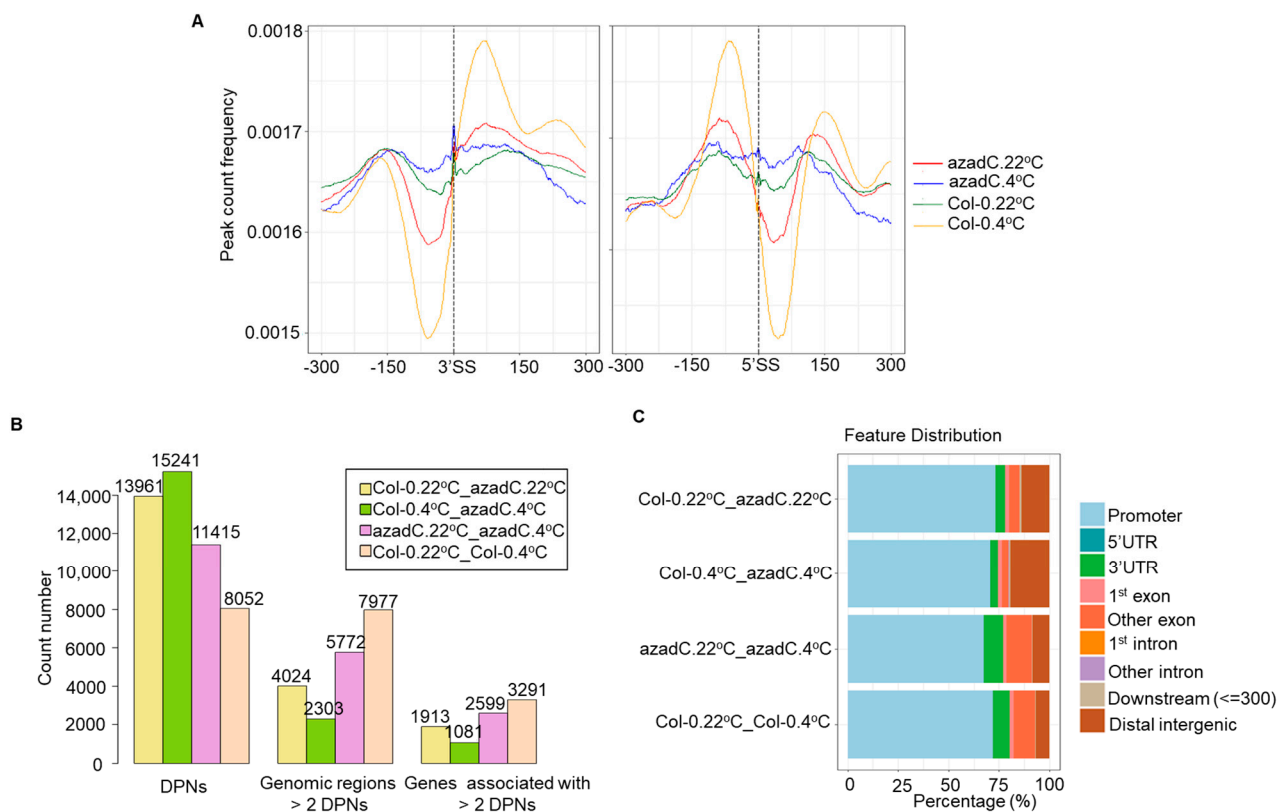 A
0.0018
0.0017
0.0016
0.0015
Peak count frequency
-300 -150 3'SS 150 300
-300 -150 5'SS 150 300
azadC.22ºC
azadC.4ºC
Col-0.22ºC
Col-0.4ºC
B
Count number
14,000
12,000
10,000
8000
6000
4000
2000
0
13961
15241
11415
8052
4024
2303
5772
7977
1913
1081
2599
3291
Col-0.22ºC_azadC.22ºC
Col-0.4ºC_azadC.4ºC
azadC.22ºC_azadC.4ºC
Col-0.22ºC_Col-0.4ºC
DPNs
Genomic regions
> 2 DPNs
Genes associated with
> 2 DPNs
C
Feature Distribution
Col-0.22ºC_azadC.22ºC
Col-0.4ºC_azadC.4ºC
azadC.22ºC_azadC.4ºC
Col-0.22ºC_Col-0.4ºC
0 25 50 75 100
Percentage (%)
Promoter
5'UTR
3'UTR
1st exon
Other exon
1st intron
Other intron
Downstream (<=300)
Distal intergenic